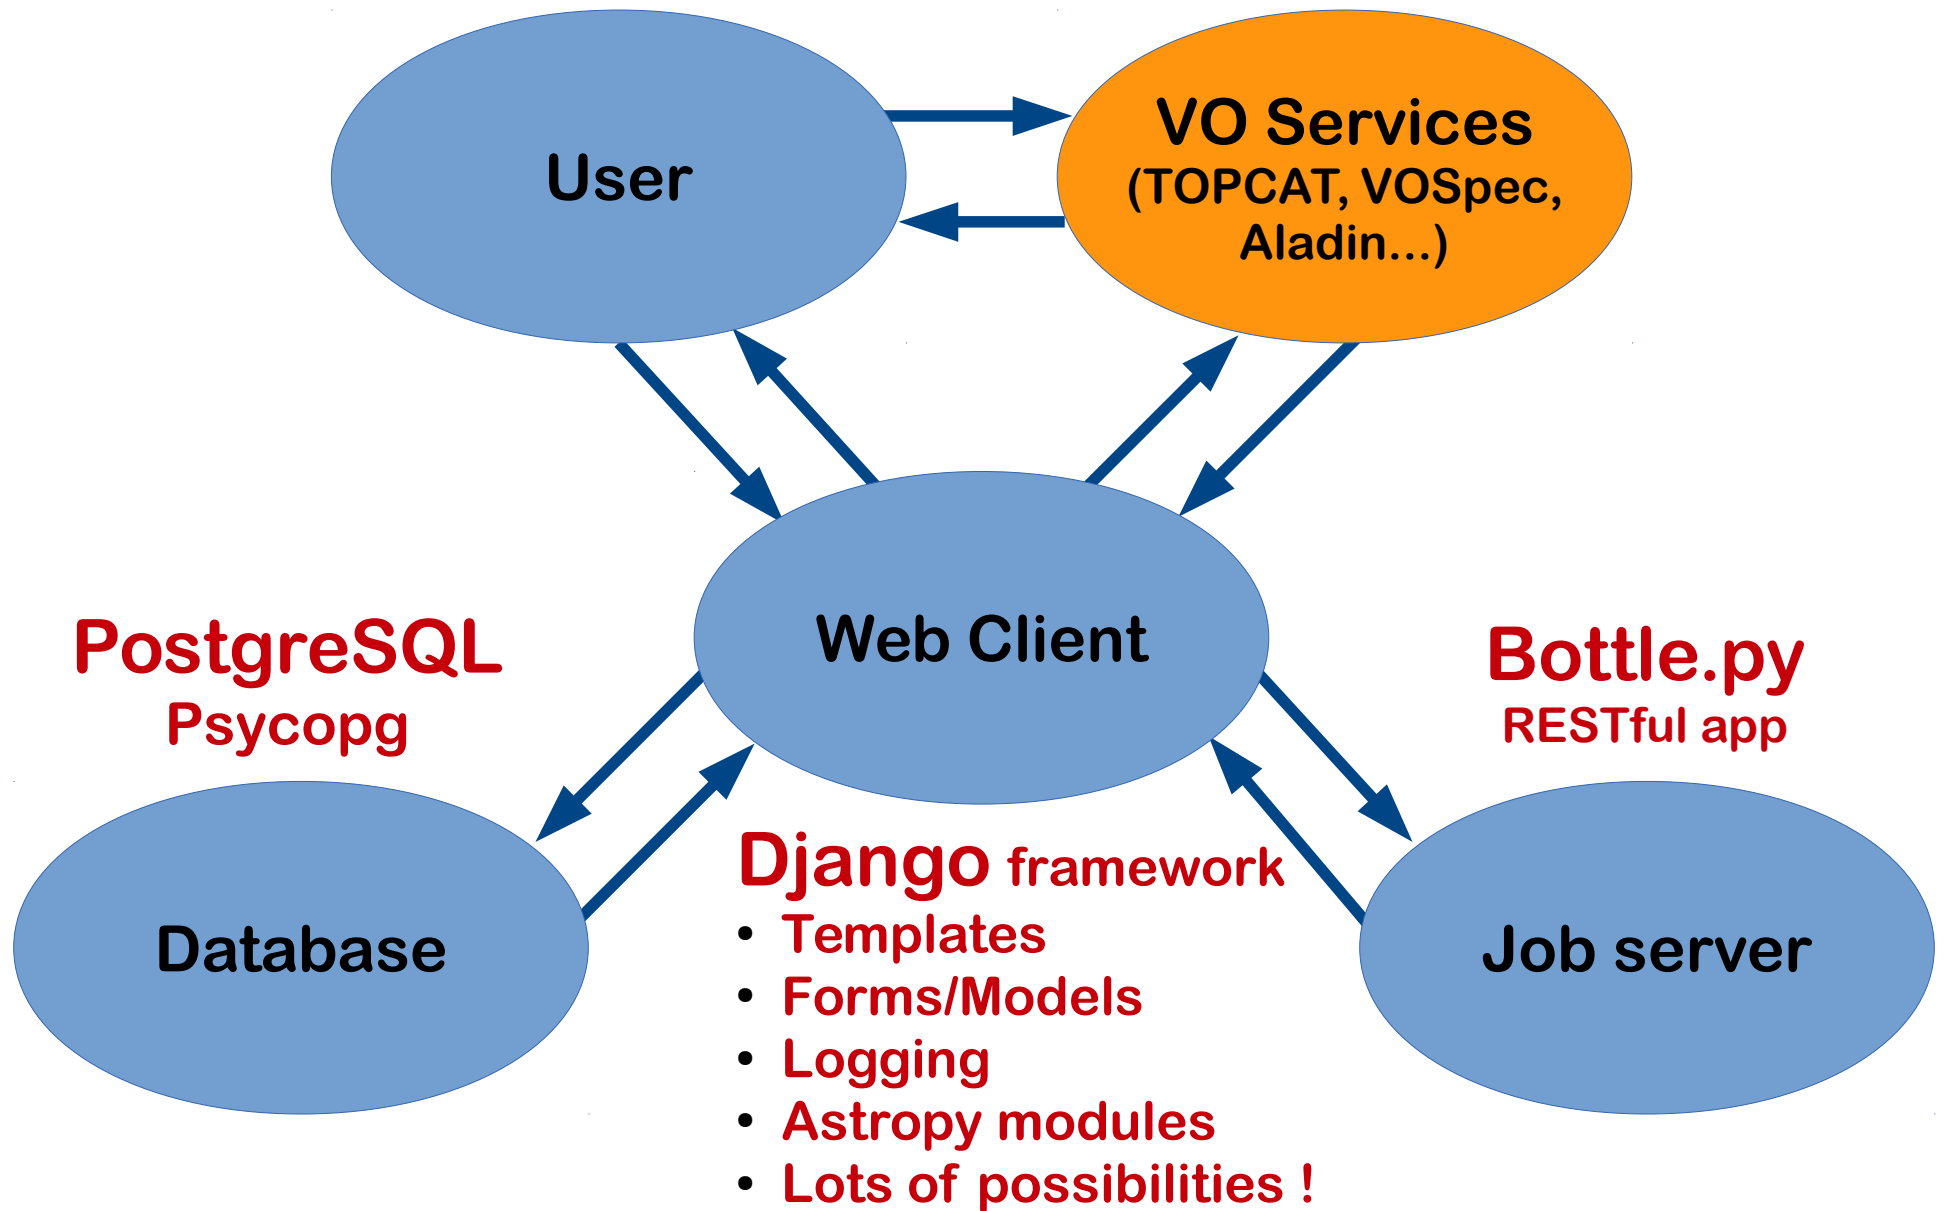 User
VO Services
(TOPCAT, VOSpec,
Aladin...)
Web Client
PostgreSQL
Psycopg
Bottle.py
RESTful app
Database
Job server
Django framework
• Templates
• Forms/Models
• Logging
• Astropy modules
• Lots of possibilities !